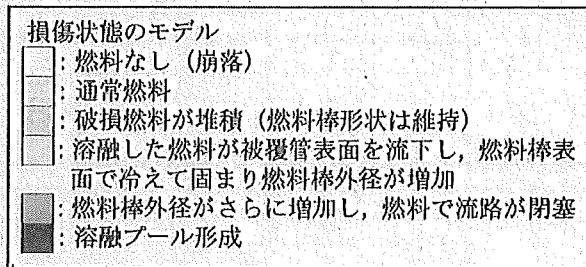 損傷状態のモデル
：燃料なし（崩落）
：通常燃料
：破損燃料が堆積（燃料棒形状は維持）
：溶融した燃料が被覆管表面を流下し，燃料棒表
面で冷えて固まり燃料棒外径が増加
：燃料棒外径がさらに増加し，燃料で流路が閉塞
：溶融プール形成